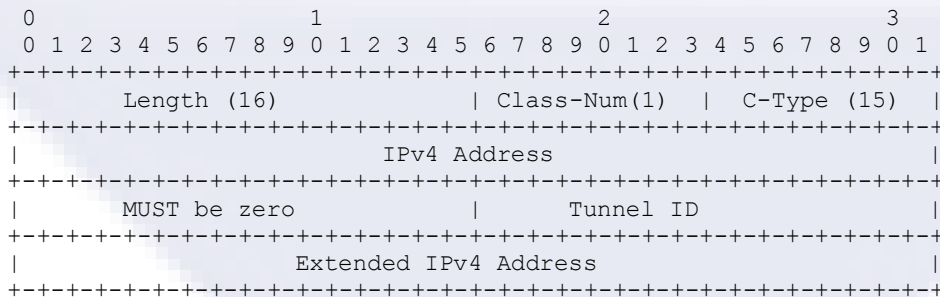 0                   1                   2                   3
0 1 2 3 4 5 6 7 8 9 0 1 2 3 4 5 6 7 8 9 0 1 2 3 4 5 6 7 8 9 0 1
+-+-+-+-+-+-+-+-+-+-+-+-+-+-+-+-+-+-+-+-+-+-+-+-+-+-+-+-+-+-+-+-+
|       Length (16)             | Class-Num(1)  |  C-Type (15)  |
+-+-+-+-+-+-+-+-+-+-+-+-+-+-+-+-+-+-+-+-+-+-+-+-+-+-+-+-+-+-+-+-+
|                         IPv4 Address                          |
+-+-+-+-+-+-+-+-+-+-+-+-+-+-+-+-+-+-+-+-+-+-+-+-+-+-+-+-+-+-+-+-+
|       MUST be zero            |      Tunnel ID                |
+-+-+-+-+-+-+-+-+-+-+-+-+-+-+-+-+-+-+-+-+-+-+-+-+-+-+-+-+-+-+-+-+
|                   Extended IPv4 Address                       |
+-+-+-+-+-+-+-+-+-+-+-+-+-+-+-+-+-+-+-+-+-+-+-+-+-+-+-+-+-+-+-+-+